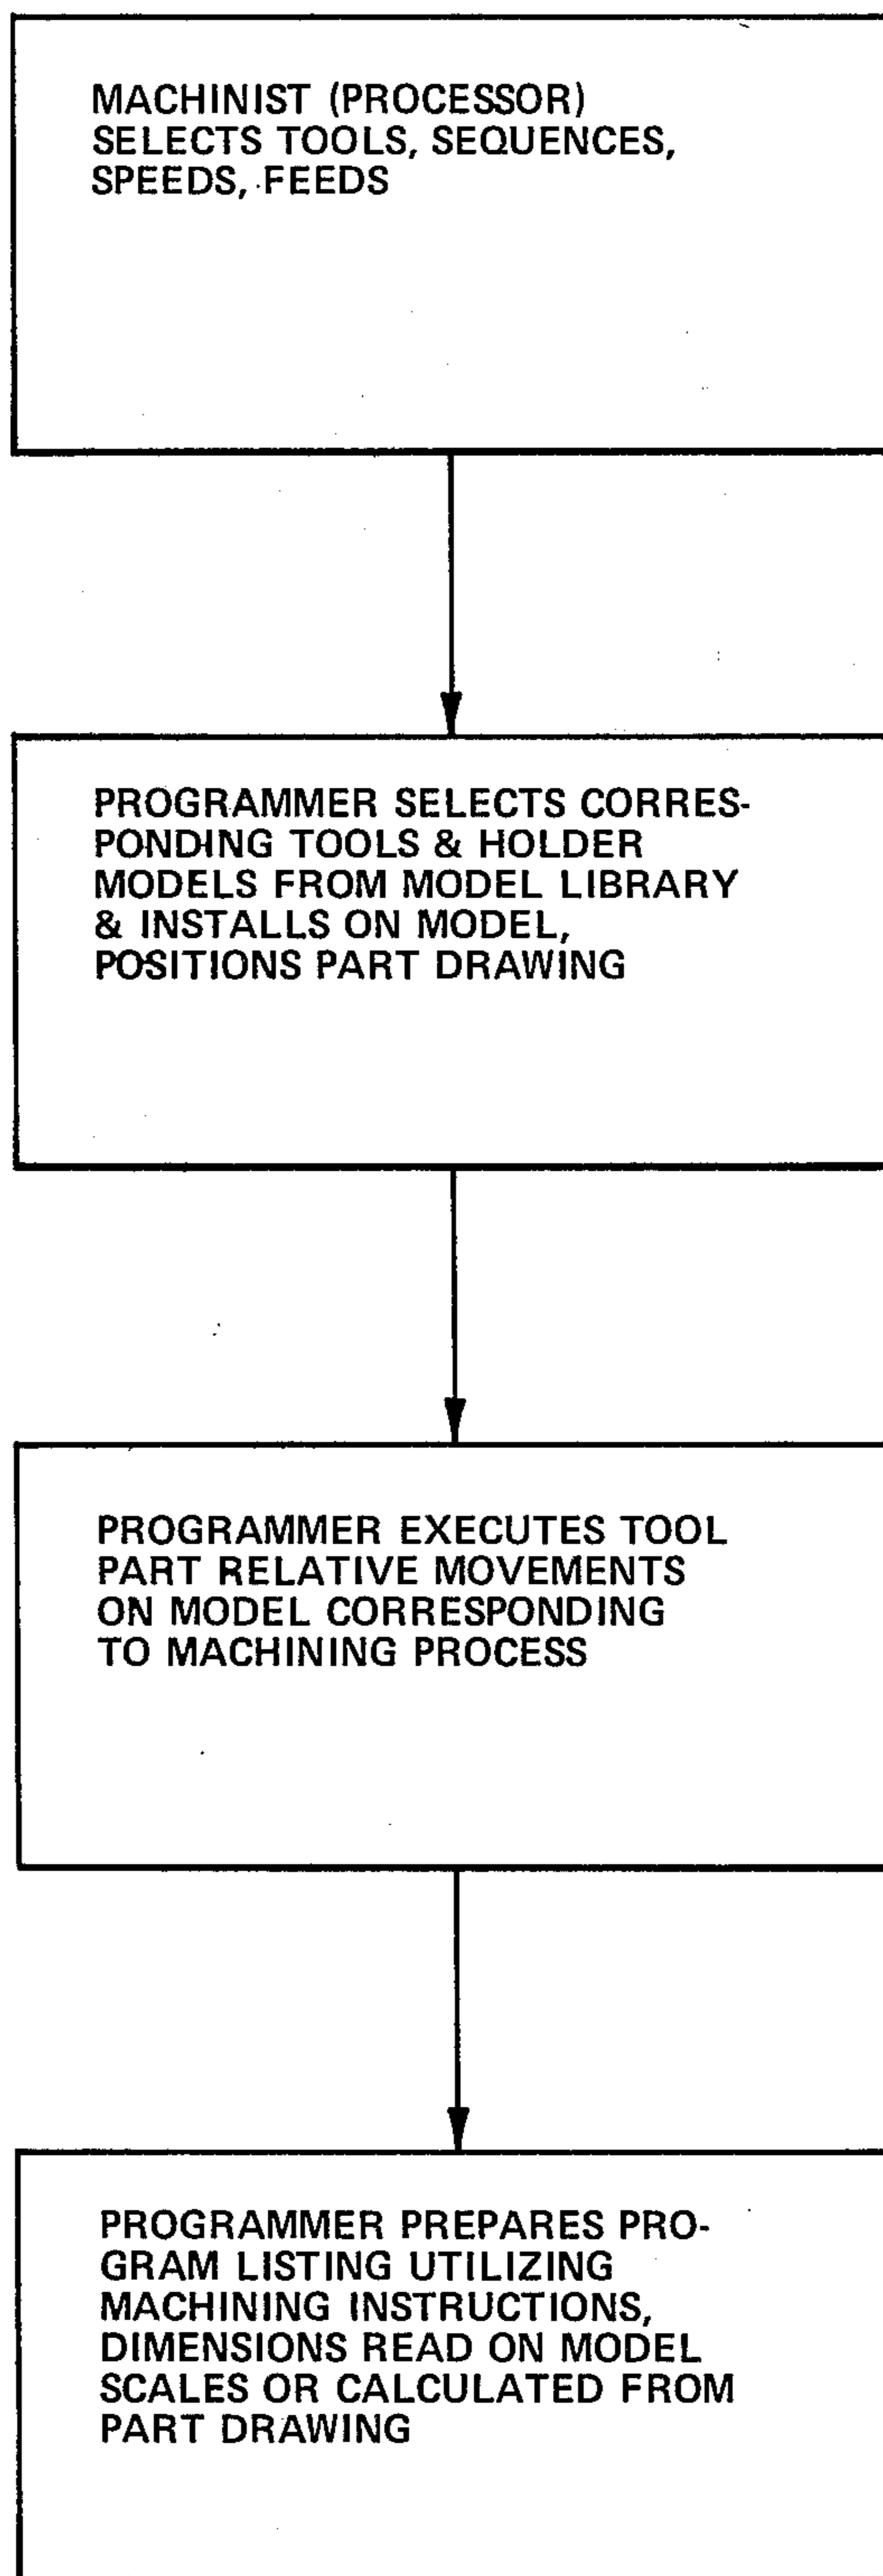 MACHINIST (PROCESSOR)
SELECTS TOOLS, SEQUENCES,
SPEEDS, FEEDS
PROGRAMMER SELECTS CORRES-
PONDING TOOLS & HOLDER
MODELS FROM MODEL LIBRARY
& INSTALLS ON MODEL,
POSITIONS PART DRAWING
PROGRAMMER EXECUTES TOOL
PART RELATIVE MOVEMENTS
ON MODEL CORRESPONDING
TO MACHINING PROCESS
PROGRAMMER PREPARES PRO-
GRAM LISTING UTILIZING
MACHINING INSTRUCTIONS,
DIMENSIONS READ ON MODEL
SCALES OR CALCULATED FROM
PART DRAWING